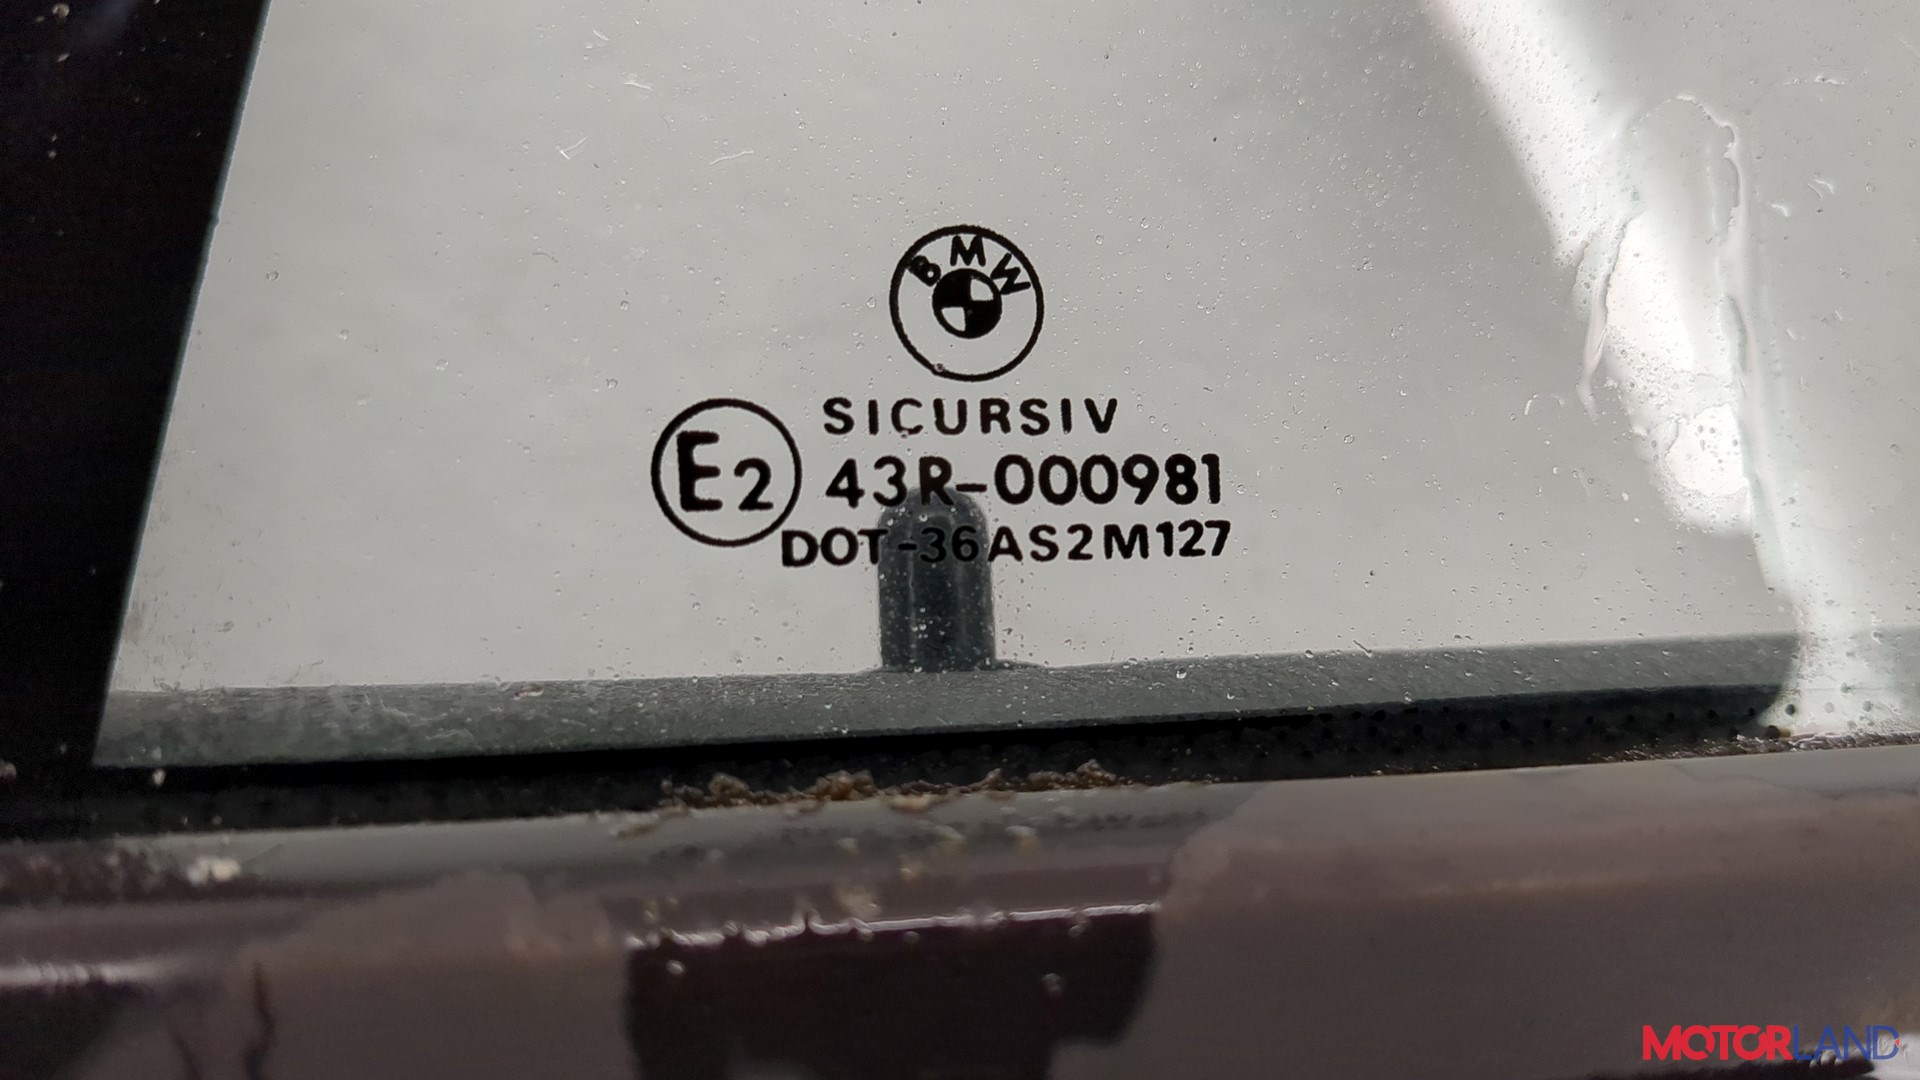 BMW
SICURSIV
E2
43R-000981
DOT-36AS2M127
MOTORLAND